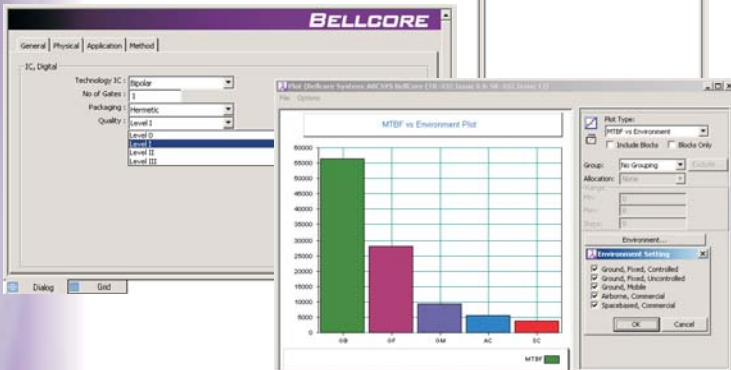 BELLCORE
General Physical Application Method
IC, Digital
Technology IC : Bipolar
No of Gates : 1
Packaging : Hermetic
Quality : Level I
Level 0
Level I
Level II
Level III
Dialog Grid
File Options
MTBF vs Environment Plot
60000
55000
50000
45000
40000
35000
30000
25000
20000
15000
10000
5000
0
GB GF GM AC SC
MTBF
Plot Type:
MTBF vs Environment
Include Blocks Blocks Only
Group: No Grouping Exclude
Allocation: None
Range
Min: 0
Max: 0
Steps: 0
Environment...
Environment Setting
Ground, Fixed, Controlled
Ground, Fixed, Uncontrolled
Ground, Mobile
Airborne, Commercial
Spacebased, Commercial
OK Cancel